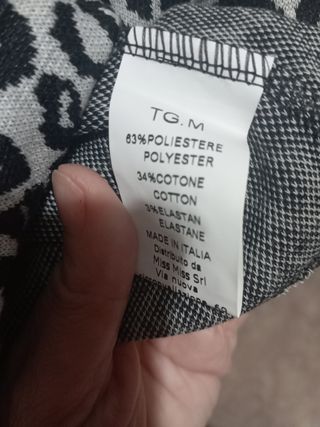 TG.M
63%POLIESTERE
POLYESTER
34%COTONE
COTTON
3%ELASTAN
ELASTANE
MADE IN ITALIA
Distribuito da
Miss Miss Srl
Via nuova